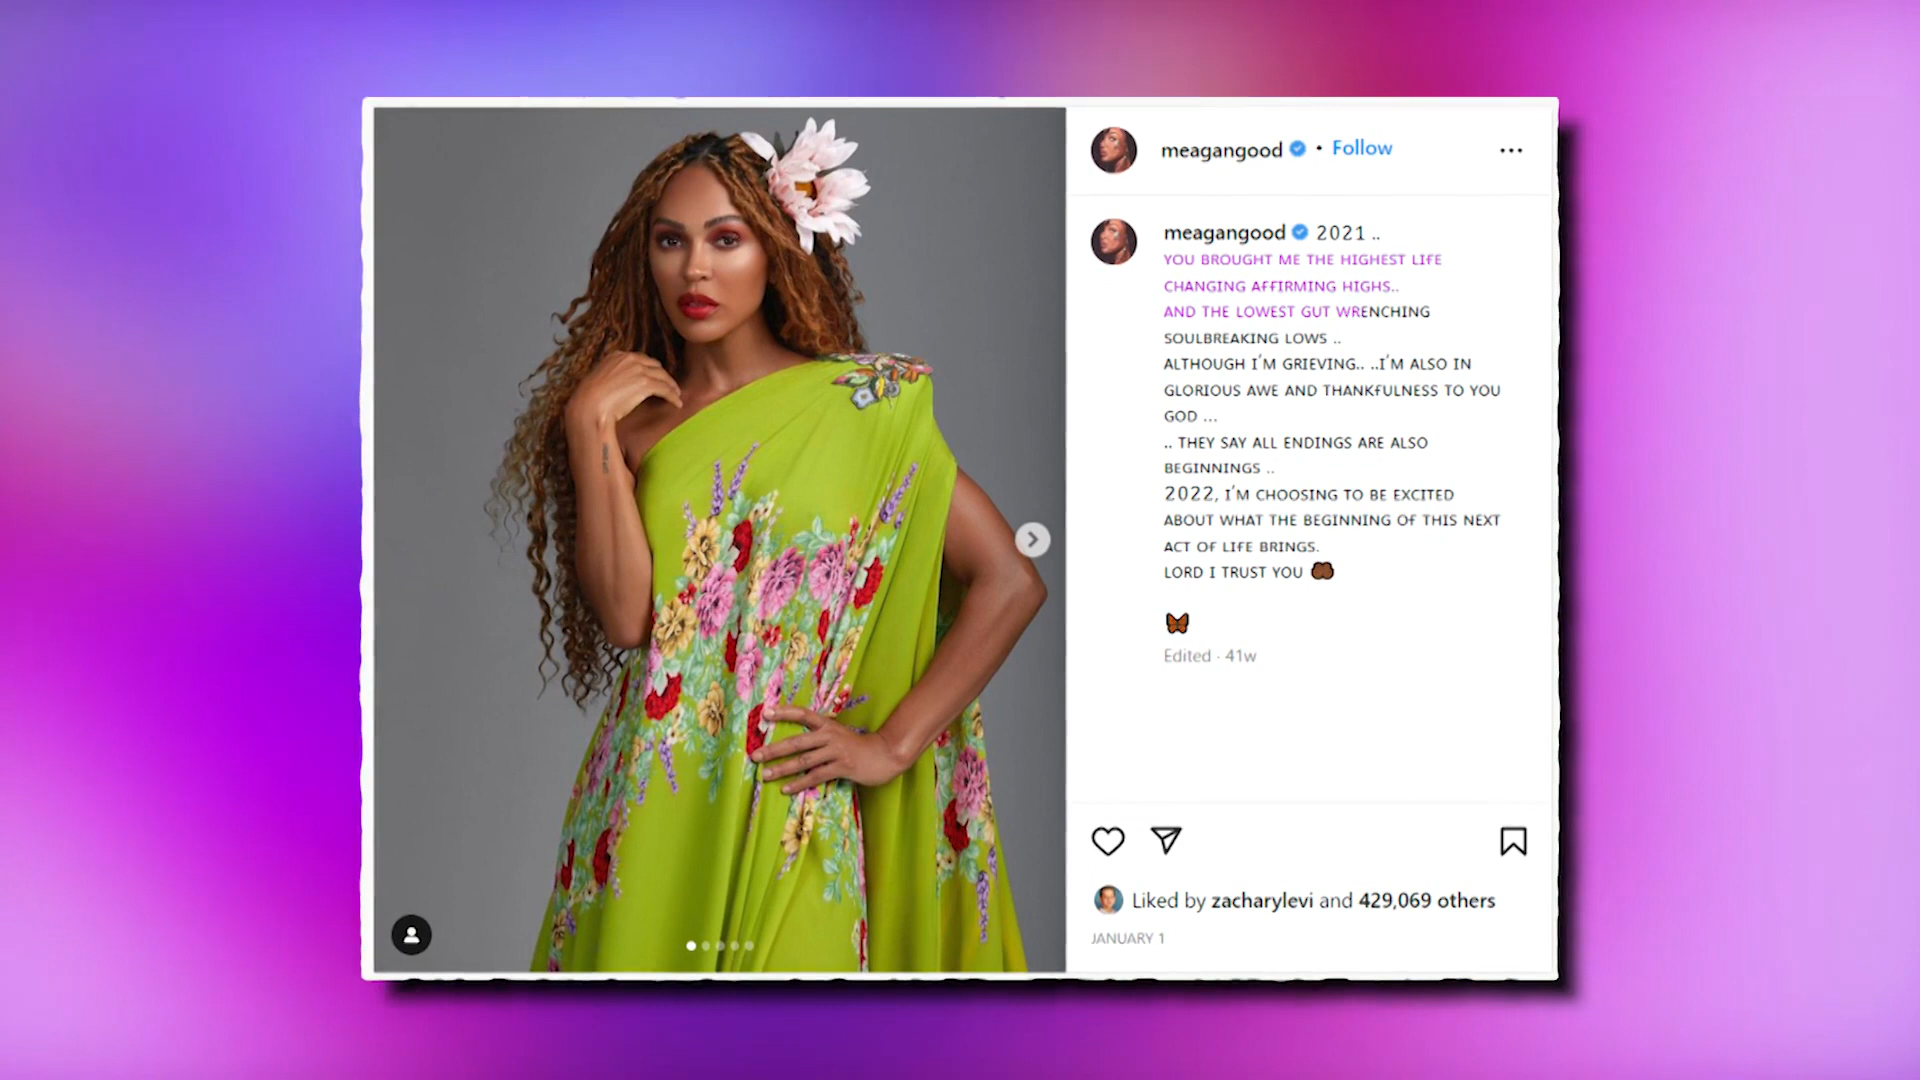 meagangood • Follow
meagangood 2021 ..
YOU BROUGHT ME THE HIGHEST LIFE
CHANGING AFFIRMING HIGHS..
AND THE LOWEST GUT WRENCHING
SOULBREAKING LOWS ..
ALTHOUGH I'M GRIEVING.. ..I'M ALSO IN
GLORIOUS AWE AND THANKFULNESS TO YOU
GOD ...
.. THEY SAY ALL ENDINGS ARE ALSO
BEGINNINGS ..
2022, I'M CHOOSING TO BE EXCITED
ABOUT WHAT THE BEGINNING OF THIS NEXT
ACT OF LIFE BRINGS.
LORD I TRUST YOU
Edited · 41w
Liked by zacharylevi and 429,069 others
JANUARY 1